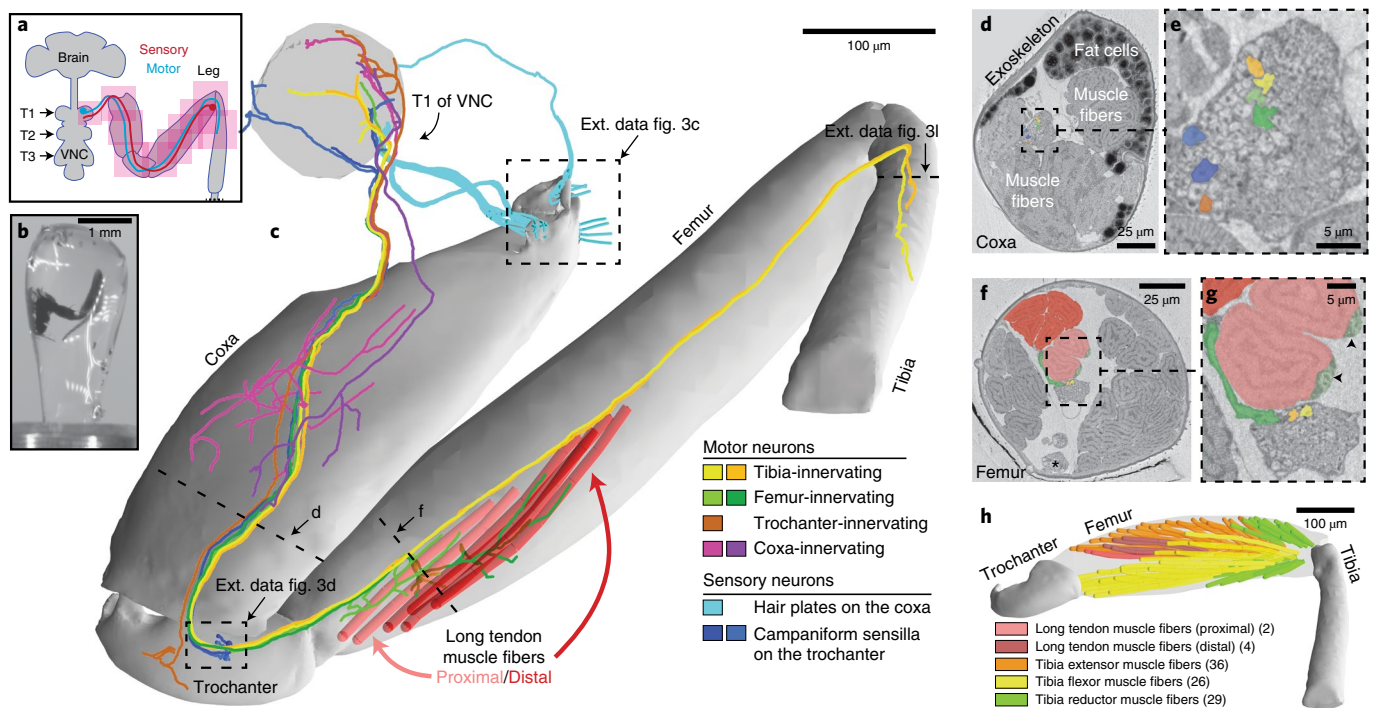 a
Brain
Sensory
Motor
Leg
T1
T2
T3
VNC
b
1 mm
c
T1 of VNC
100 μm
Ext. data fig. 3c
Ext. data fig. 3l
Femur
Tibia
Coxa
d
f
Ext. data fig. 3d
Trochanter
Long tendon
muscle fibers
Proximal/Distal
Motor neurons
Tibia-innervating
Femur-innervating
Trochanter-innervating
Coxa-innervating
Sensory neurons
Hair plates on the coxa
Campaniform sensilla
on the trochanter
d
Exoskeleton
Fat cells
Muscle
fibers
Muscle
fibers
Coxa
25 μm
e
5 μm
f
25 μm
Femur
*
g
5 μm
h
100 μm
Femur
Trochanter
Tibia
Long tendon muscle fibers (proximal) (2)
Long tendon muscle fibers (distal) (4)
Tibia extensor muscle fibers (36)
Tibia flexor muscle fibers (26)
Tibia reductor muscle fibers (29)